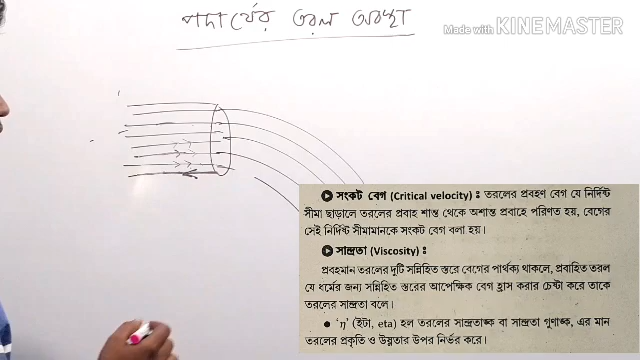 পদার্থের তরল অবস্থা
Made with KINEMASTER
সংকট বেগ (Critical velocity) : তরলের প্রবহণ বেগ যে নির্দিষ্ট
সীমা ছাড়ালে তরলের প্রবাহ শান্ত থেকে অশান্ত প্রবাহে পরিণত হয়, বেগের
সেই নির্দিষ্ট সীমামানকে সংকট বেগ বলা হয়।
সান্দ্রতা (Viscosity) :
প্রবহমান তরলের দুটি সন্নিহিত স্তরে বেগের পার্থক্য থাকলে, প্রবাহিত তরল
যে ধর্মের জন্য সন্নিহিত স্তরের আপেক্ষিক বেগ হ্রাস করার চেষ্টা করে তাকে
তরলের সান্দ্রতা বলে।
• 'η' (ইটা, eta) হল তরলের সান্দ্রতাঙ্ক বা সান্দ্রতা গুণাঙ্ক, এর মান
তরলের প্রকৃতি ও উষ্ণতার উপর নির্ভর করে।